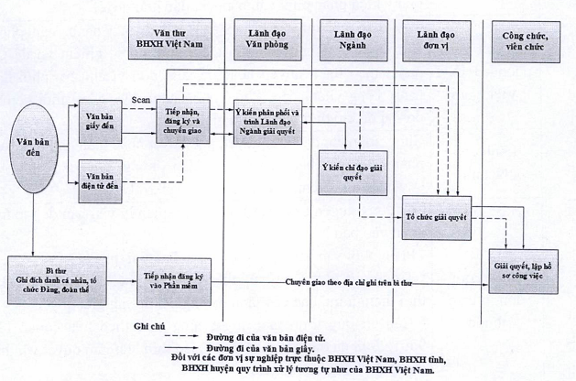 Văn thư
BHXH Việt Nam
Lãnh đạo
Văn phòng
Lãnh đạo
Ngành
Lãnh đạo
đơn vị
Công chức,
viên chức
Văn bản
đến
Văn bản
giấy đến
Scan
Tiếp nhận,
đăng ký và
chuyển giao
Ý kiến phân phối và
trình Lãnh đạo
Ngành giải quyết
Văn bản
điện tử đến
Ý kiến chỉ đạo giải
quyết
Tổ chức giải quyết
Bì thư
Ghi đích danh cá nhân, tổ
chức Đảng, đoàn thể
Tiếp nhận đăng ký
vào Phần mềm
Chuyển giao theo địa chỉ ghi trên bì thư
Giải quyết, lập hồ
sơ công việc
Ghi chú
Đường đi của văn bản điện tử.
Đường đi của văn bản giấy.
Đối với các đơn vị sự nghiệp trực thuộc BHXH Việt Nam, BHXH tỉnh,
BHXH huyện quy trình xử lý tương tự như của BHXH Việt Nam.